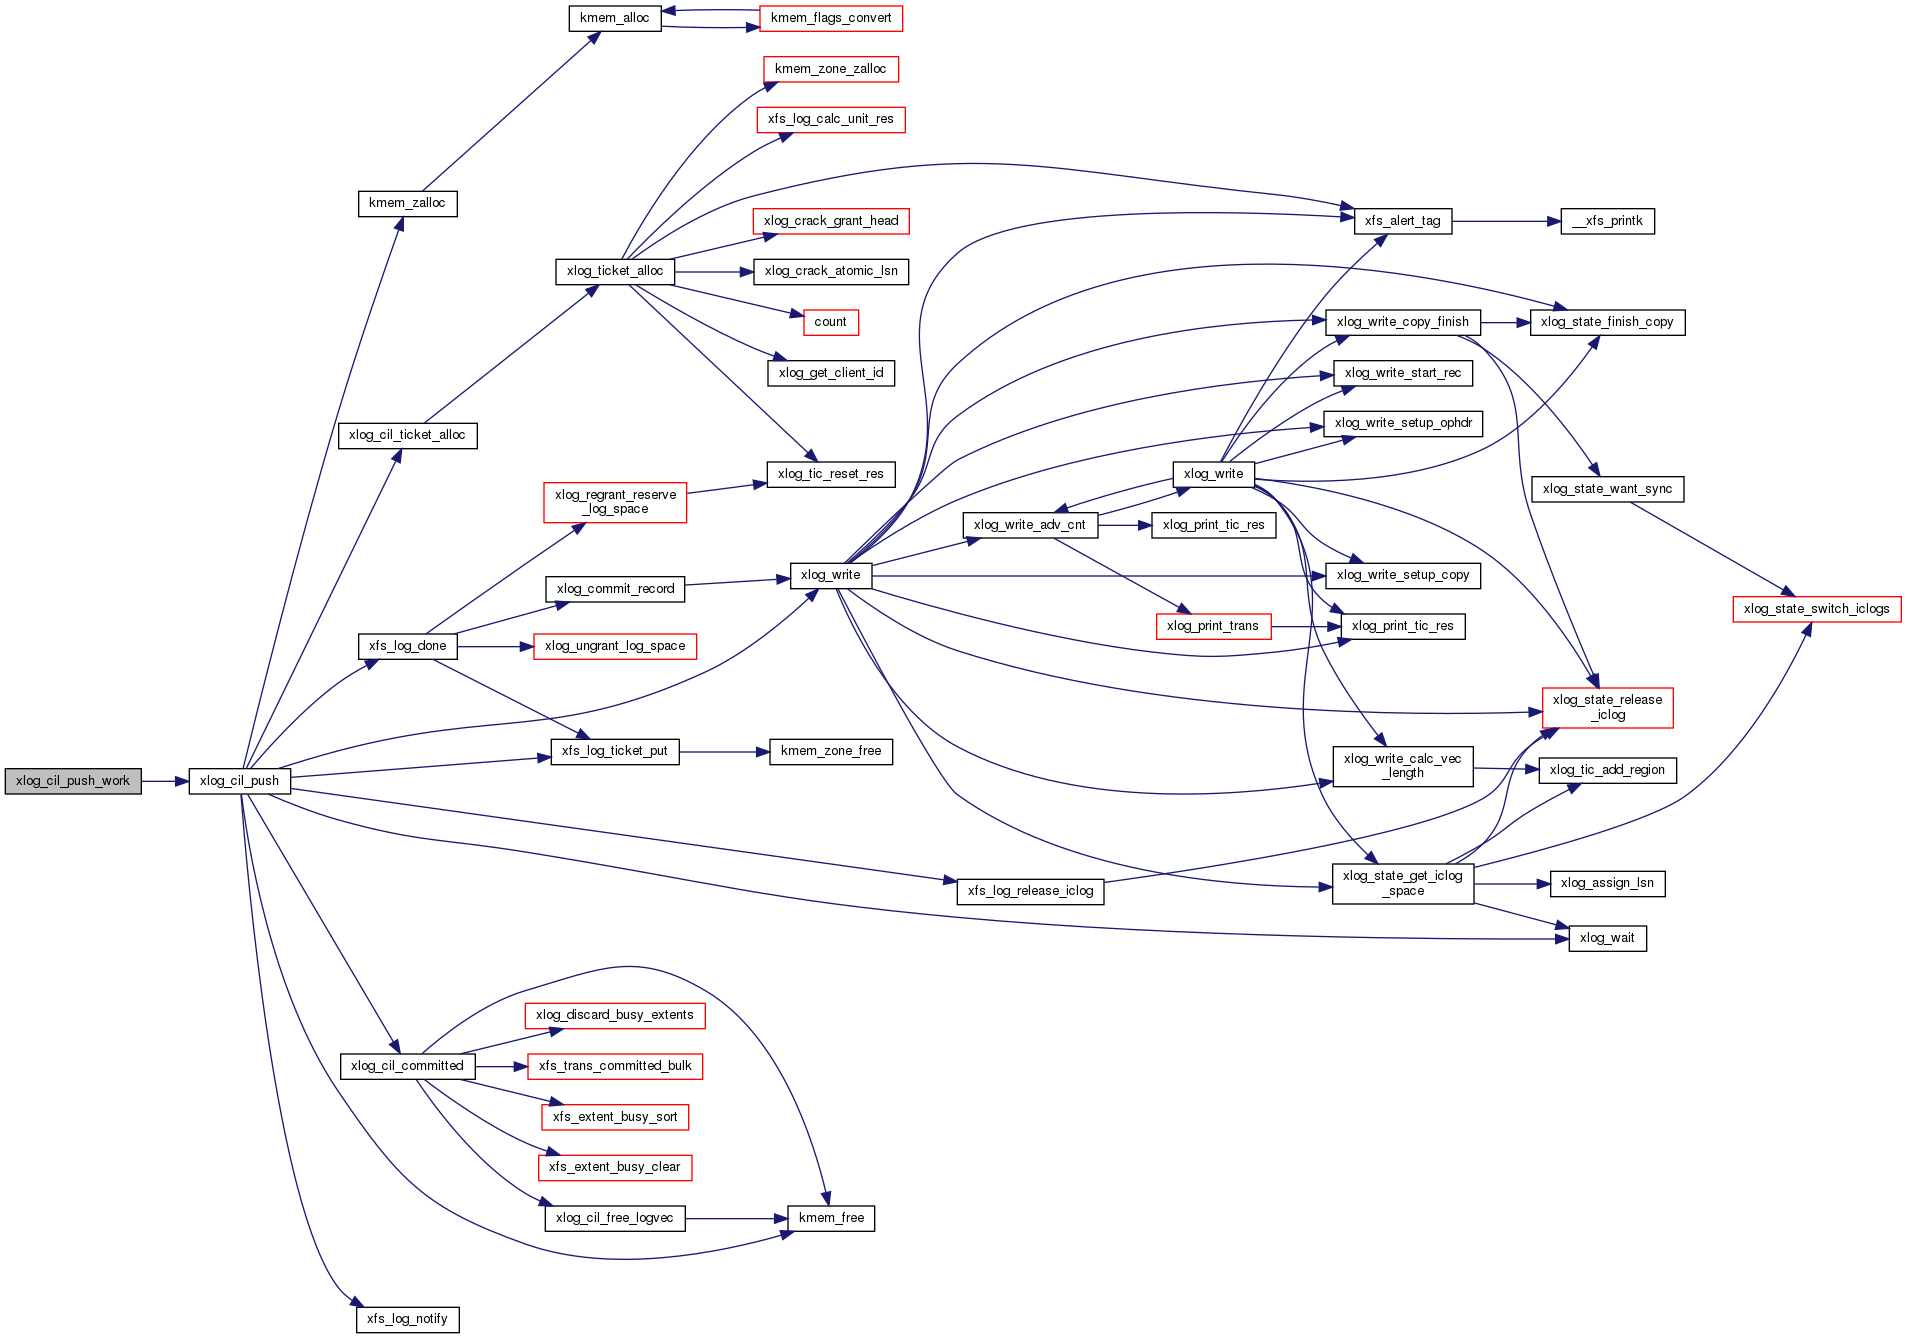 kmem_alloc
kmem_flags_convert
kmem_zone_zalloc
xfs_log_calc_unit_res
kmem_zalloc
xlog_crack_grant_head
xfs_alert_tag
__xfs_printk
xlog_ticket_alloc
xlog_crack_atomic_lsn
count
xlog_write_copy_finish
xlog_state_finish_copy
xlog_get_client_id
xlog_write_start_rec
xlog_cil_ticket_alloc
xlog_write_setup_ophdr
xlog_tic_reset_res
xlog_write
xlog_state_want_sync
xlog_regrant_reserve
_log_space
xlog_write_adv_cnt
xlog_print_tic_res
xlog_commit_record
xlog_write
xlog_write_setup_copy
xlog_state_switch_iclogs
xlog_print_trans
xlog_print_tic_res
xfs_log_done
xlog_ungrant_log_space
xlog_state_release
_iclog
xfs_log_ticket_put
kmem_zone_free
xlog_write_calc_vec
_length
xlog_tic_add_region
xlog_cil_push_work
xlog_cil_push
xfs_log_release_iclog
xlog_state_get_iclog
_space
xlog_assign_lsn
xlog_wait
xlog_discard_busy_extents
xlog_cil_committed
xfs_trans_committed_bulk
xfs_extent_busy_sort
xfs_extent_busy_clear
xlog_cil_free_logvec
kmem_free
xfs_log_notify